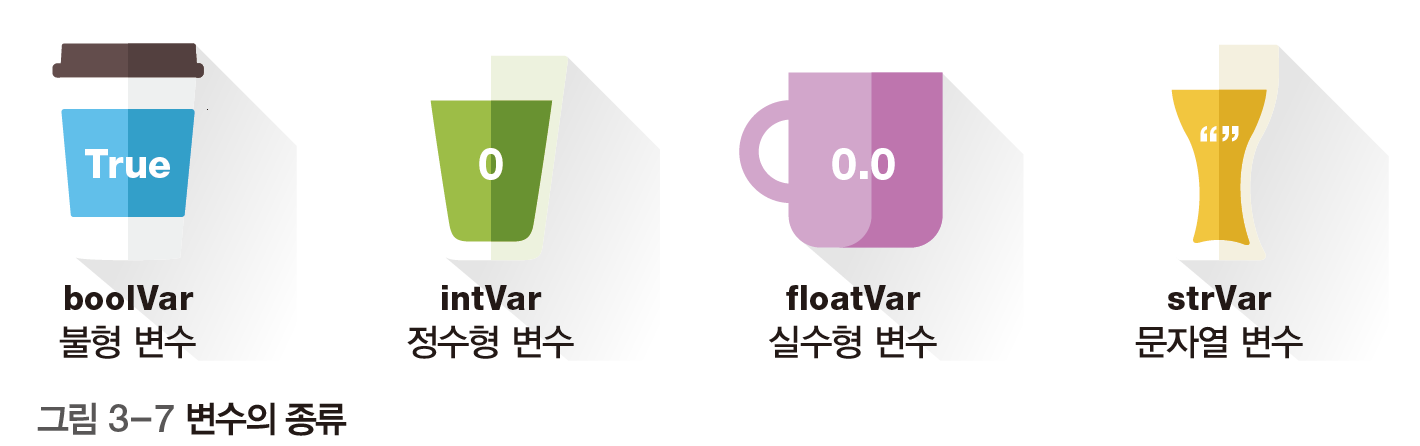 True
0
0.0
“”
boolVar
불형 변수
intVar
정수형 변수
floatVar
실수형 변수
strVar
문자열 변수
그림 3-7 변수의 종류